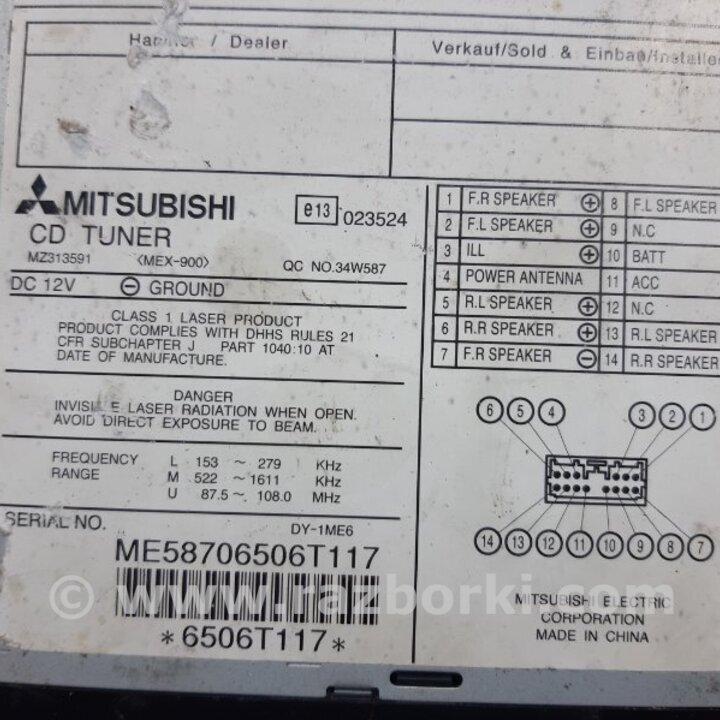 Händler / Dealer
Verkauf/Sold & Einbau/Installe
MITSUBISHI
e13 023524
CD TUNER
MZ313591 <MEX-900> QC NO.34W587
DC 12V ⊖ GROUND
CLASS 1 LASER PRODUCT
PRODUCT COMPLIES WITH DHHS RULES 21
CFR SUBCHAPTER J PART 1040:10 AT
DATE OF MANUFACTURE.
DANGER
INVISIBLE LASER RADIATION WHEN OPEN.
AVOID DIRECT EXPOSURE TO BEAM.
FREQUENCY RANGE
L 153 ~ 279 KHz
M 522 ~ 1611 KHz
U 87.5 ~ 108.0 MHz
SERIAL NO. DY-1ME6
ME58706506T117
*6506T117*
1 F.R SPEAKER ⊕ 8 F.L SPEAKER
2 F.L SPEAKER ⊕ 9 N.C
3 ILL ⊕ 10 BATT
4 POWER ANTENNA 11 ACC
5 R.L SPEAKER ⊕ 12 N.C
6 R.R SPEAKER ⊕ 13 R.L SPEAKER
7 F.R SPEAKER ⊖ 14 R.R SPEAKER
6 5 4 3 2 1
14 13 12 11 10 9 8 7
MITSUBISHI ELECTRIC
CORPORATION
MADE IN CHINA
© www.razborki.com